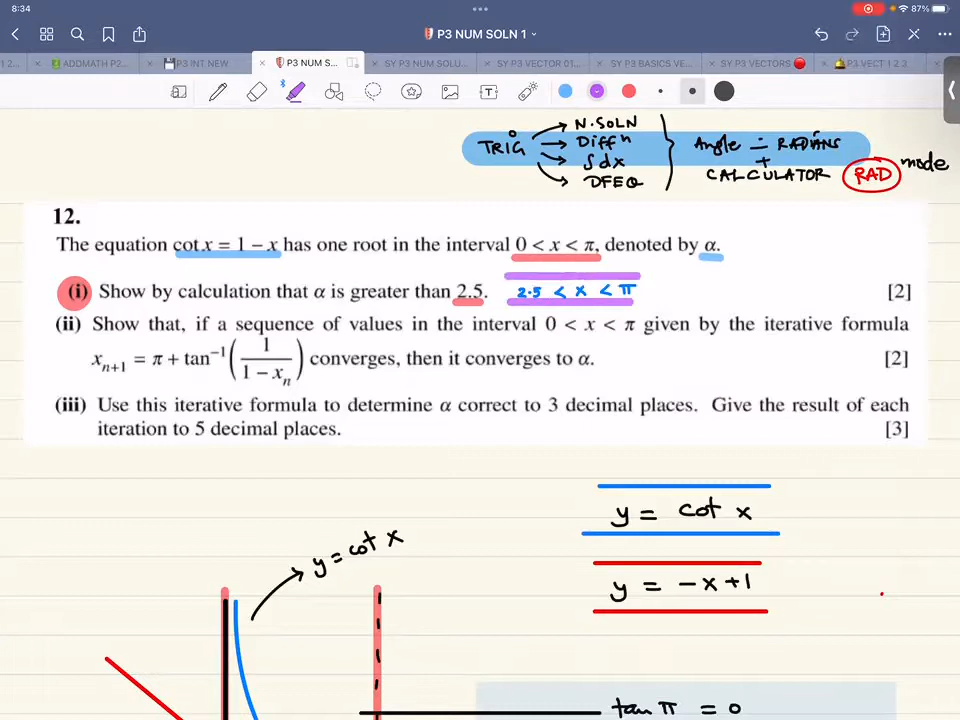 8:34
87%
P3 NUM SOLN 1
1 2...
ADDMATH P2...
P3 INT NEW
P3 NUM S...
SY P3 NUM SOLU...
SY P3 VECTOR 01...
SY P3 BASICS VE...
SY P3 VECTORS
P3 VECT 1 2 3
TRIG
N.SOLN
Diffⁿ
∫dx
DFEQ
Angle = RADIANS
+
CALCULATOR RAD mode
12.
The equation cot x = 1 − x has one root in the interval 0 < x < π, denoted by α.
(i) Show by calculation that α is greater than 2.5. 2.5 < x < π [2]
(ii) Show that, if a sequence of values in the interval 0 < x < π given by the iterative formula
xₙ₊₁ = π + tan⁻¹(1/(1 − xₙ)) converges, then it converges to α. [2]
(iii) Use this iterative formula to determine α correct to 3 decimal places. Give the result of each
iteration to 5 decimal places. [3]
y = cot x
y = cot x
y = -x+1
tan π = 0